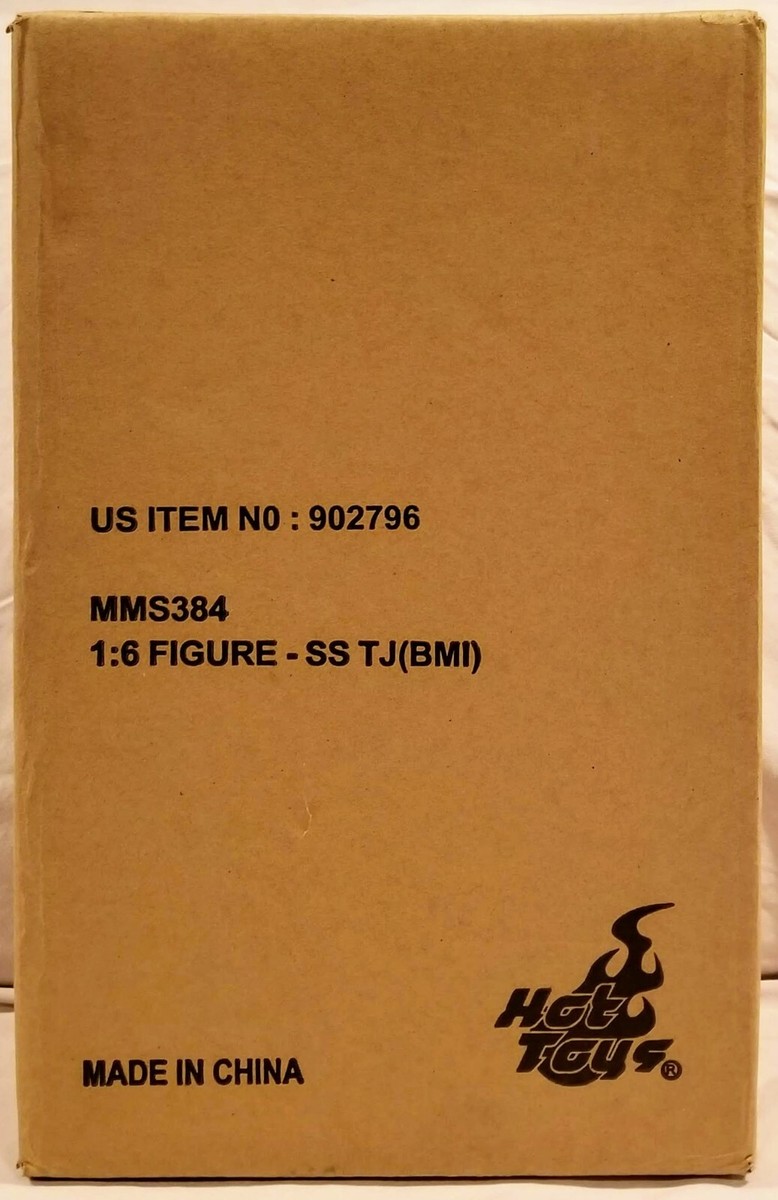 US ITEM N0 : 902796
MMS384
1:6 FIGURE - SS TJ(BMI)
Hot
Toys ®
MADE IN CHINA